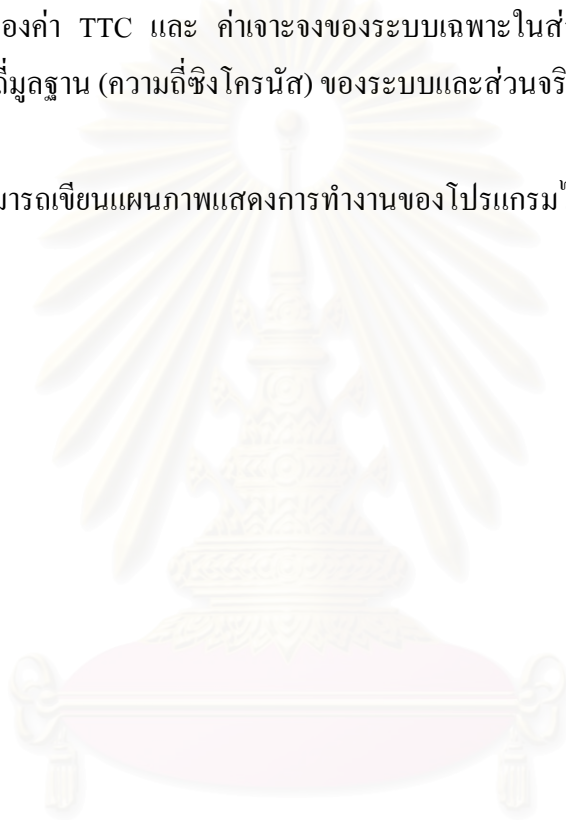 องค่า TTC และ ค่าเจาะจงของระบบเฉพาะในส่
ถี่มูลฐาน (ความถี่ซิงโครนัส) ของระบบและส่วนจริ
มารถเขียนแผนภาพแสดงการทำงานของโปรแกรมไ